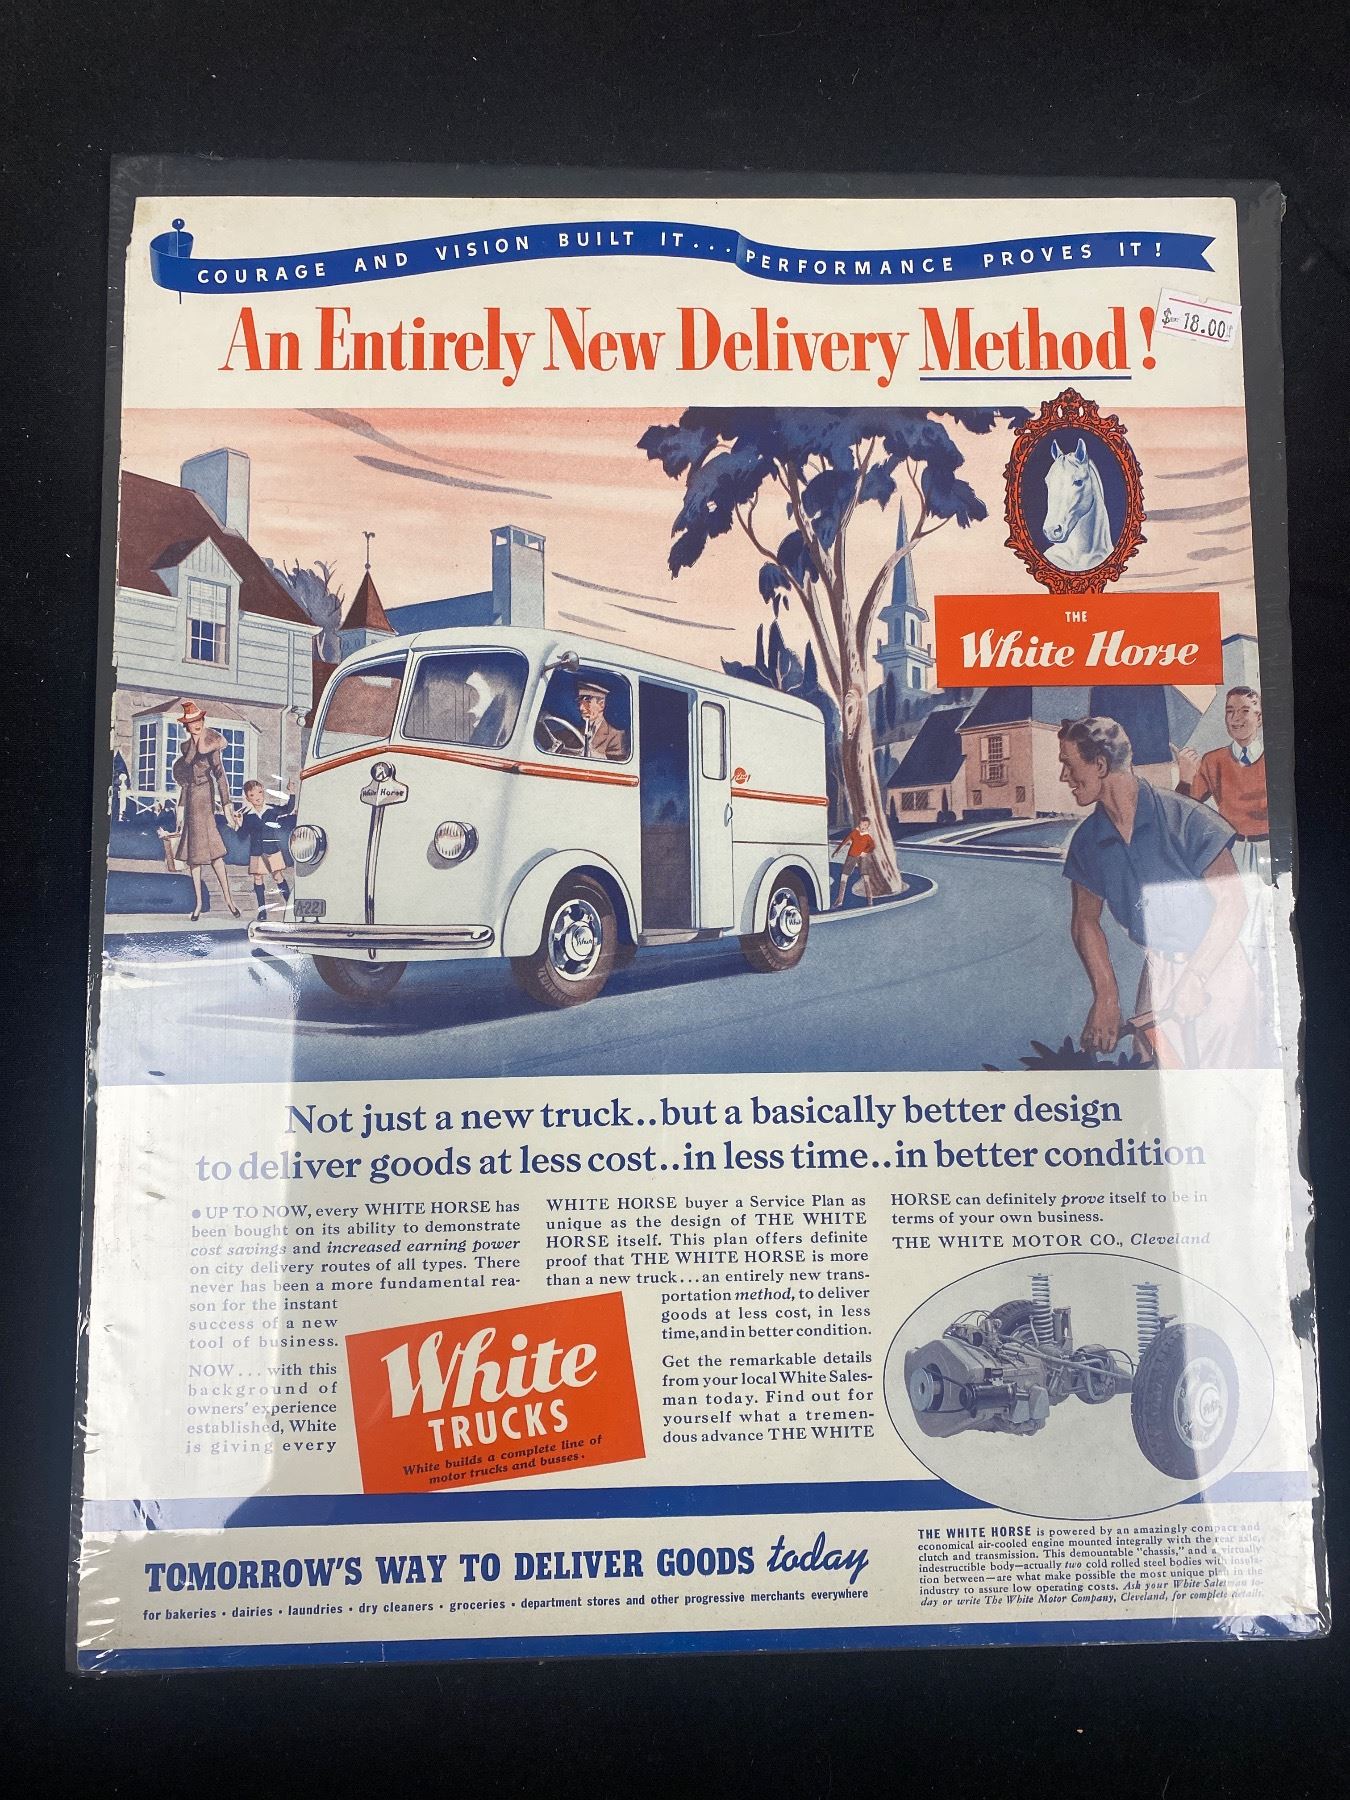 COURAGE AND VISION BUILT IT... PERFORMANCE PROVES IT!
An Entirely New Delivery Method!
$ 18.00
THE
White Horse
White Horse
A-221
White
White
Not just a new truck..but a basically better design
to deliver goods at less cost..in less time..in better condition
● UP TO NOW, every WHITE HORSE has
been bought on its ability to demonstrate
cost savings and increased earning power
on city delivery routes of all types. There
never has been a more fundamental rea-
son for the instant
success of a new
tool of business.
NOW... with this
background of
owners' experience
established, White
is giving every
WHITE HORSE buyer a Service Plan as
unique as the design of THE WHITE
HORSE itself. This plan offers definite
proof that THE WHITE HORSE is more
than a new truck...an entirely new trans-
portation method, to deliver
goods at less cost, in less
time, and in better condition.
Get the remarkable details
from your local White Sales-
man today. Find out for
yourself what a tremen-
dous advance THE WHITE
HORSE can definitely prove itself to be in
terms of your own business.
THE WHITE MOTOR CO., Cleveland
White
TRUCKS
White builds a complete line of
motor trucks and busses.
TOMORROW'S WAY TO DELIVER GOODS today
for bakeries • dairies • laundries • dry cleaners • groceries • department stores and other progressive merchants everywhere
THE WHITE HORSE is powered by an amazingly compact and
economical air-cooled engine mounted integrally with the rear axle,
clutch and transmission. This demountable "chassis," and a virtually
indestructible body—actually two cold rolled steel bodies with insula-
tion between—are what make possible the most unique plan in the
industry to assure low operating costs. Ask your White Salesman to-
day or write The White Motor Company, Cleveland, for complete details.